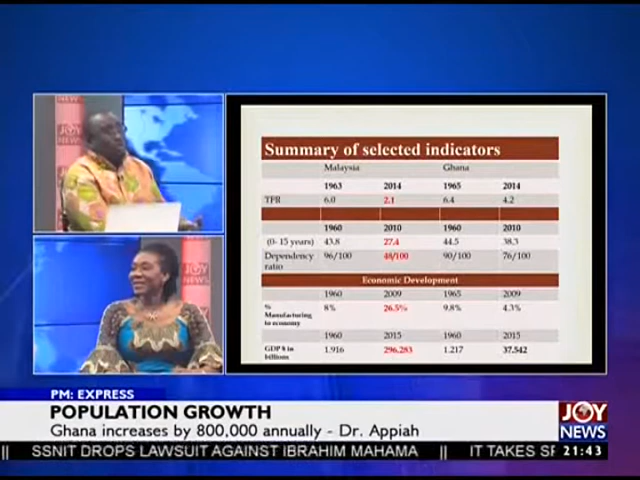 NEWS
JOY
NEWS
JOY
NEWS
Summary of selected indicators
Malaysia Ghana
1963 2014 1965 2014
TFR 6.0 2.1 6.4 4.2
1960 2010 1960 2010
(0- 15 years) 43.8 27.4 44.5 38.3
Dependency ratio 96/100 48/100 90/100 76/100
Economic Development
1960 2009 1965 2009
% Manufacturing to economy 8% 26.5% 9.8% 4.3%
1960 2015 1960 2015
GDP $ in billions 1.916 296.283 1.217 37.542
PM: EXPRESS
POPULATION GROWTH
Ghana increases by 800,000 annually - Dr. Appiah
JOY
NEWS
|| SSNIT DROPS LAWSUIT AGAINST IBRAHIM MAHAMA || IT TAKES
21:43